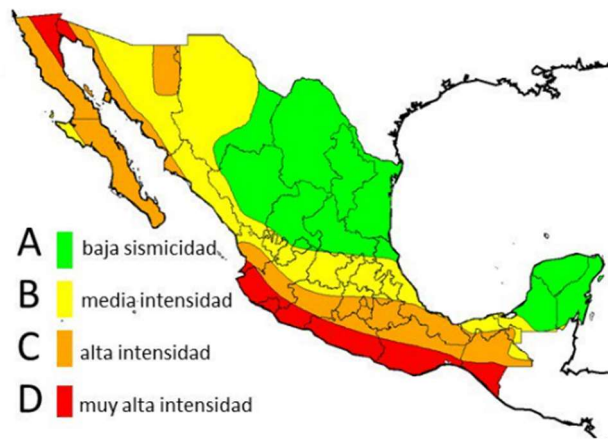 A baja sismicidad
B media intensidad
C alta intensidad
D muy alta intensidad